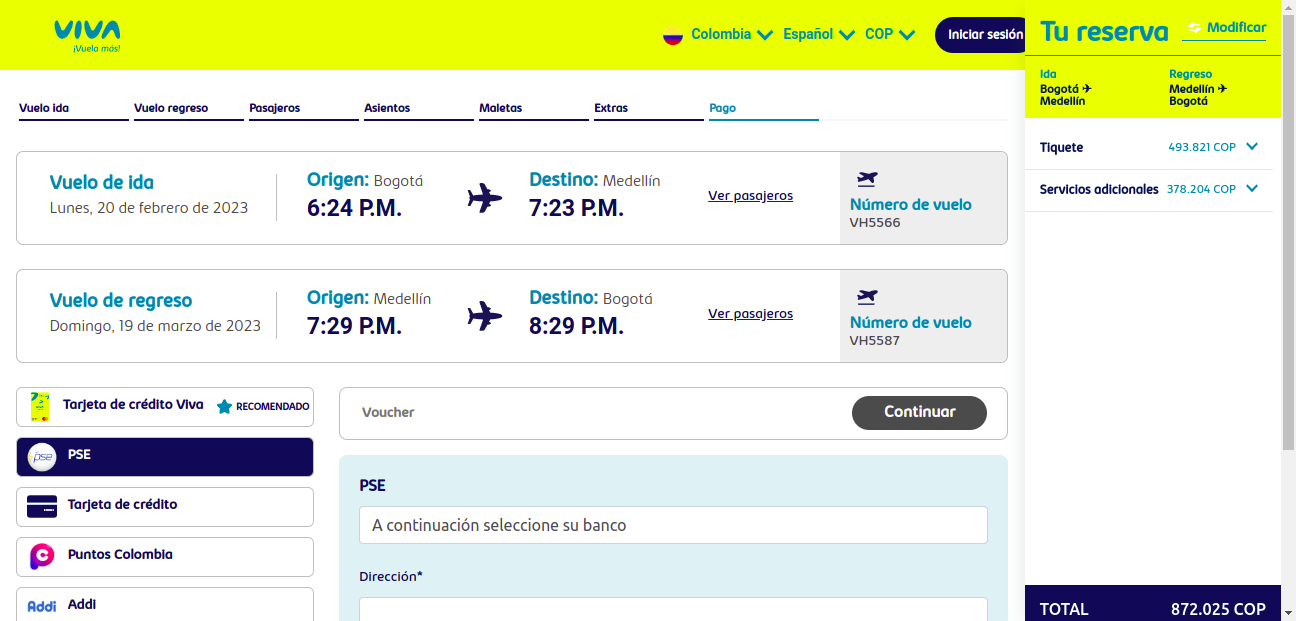 VIVA
¡Vuela más!
Colombia Español COP Iniciar sesión
Tu reserva Modificar
Ida Regreso
Bogotá ✈ Medellín ✈
Medellín Bogotá
Tiquete 493.821 COP
Servicios adicionales 378.204 COP
Vuelo ida Vuelo regreso Pasajeros Asientos Maletas Extras Pago
Vuelo de ida
Lunes, 20 de febrero de 2023
Origen: Bogotá
6:24 P.M.
Destino: Medellín
7:23 P.M.
Ver pasajeros
Número de vuelo
VH5566
Vuelo de regreso
Domingo, 19 de marzo de 2023
Origen: Medellín
7:29 P.M.
Destino: Bogotá
8:29 P.M.
Ver pasajeros
Número de vuelo
VH5587
Tarjeta de crédito Viva RECOMENDADO
pse PSE
Tarjeta de crédito
Puntos Colombia
Addi Addi
Voucher Continuar
PSE
A continuación seleccione su banco
Dirección*
TOTAL 872.025 COP